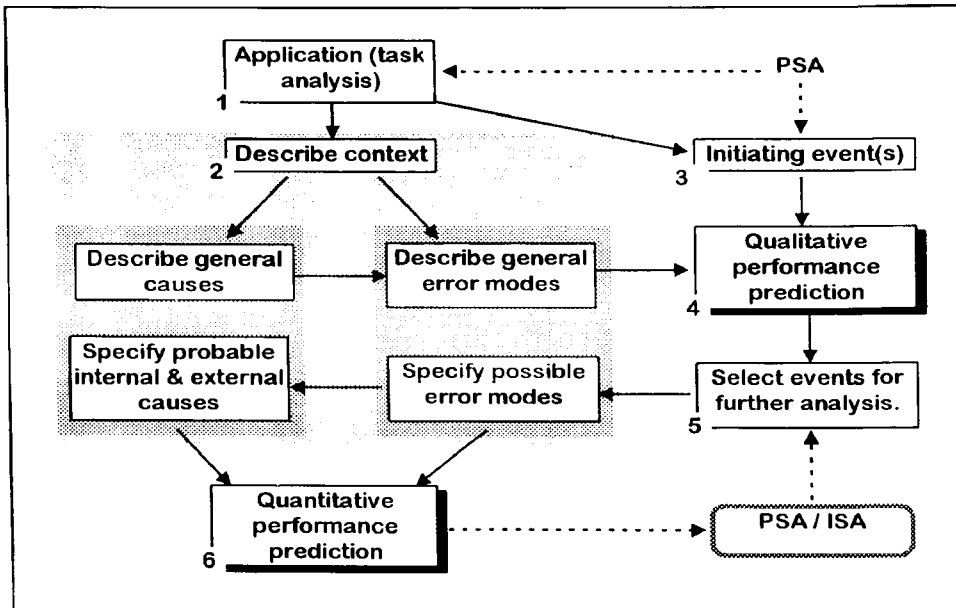 Application (task
analysis)
1
PSA
Describe context
2
Initiating event(s)
3
Describe general
causes
Describe general
error modes
Qualitative
performance
prediction
4
Specify probable
internal & external
causes
Specify possible
error modes
Select events for
further analysis.
5
Quantitative
performance
prediction
6
PSA / ISA